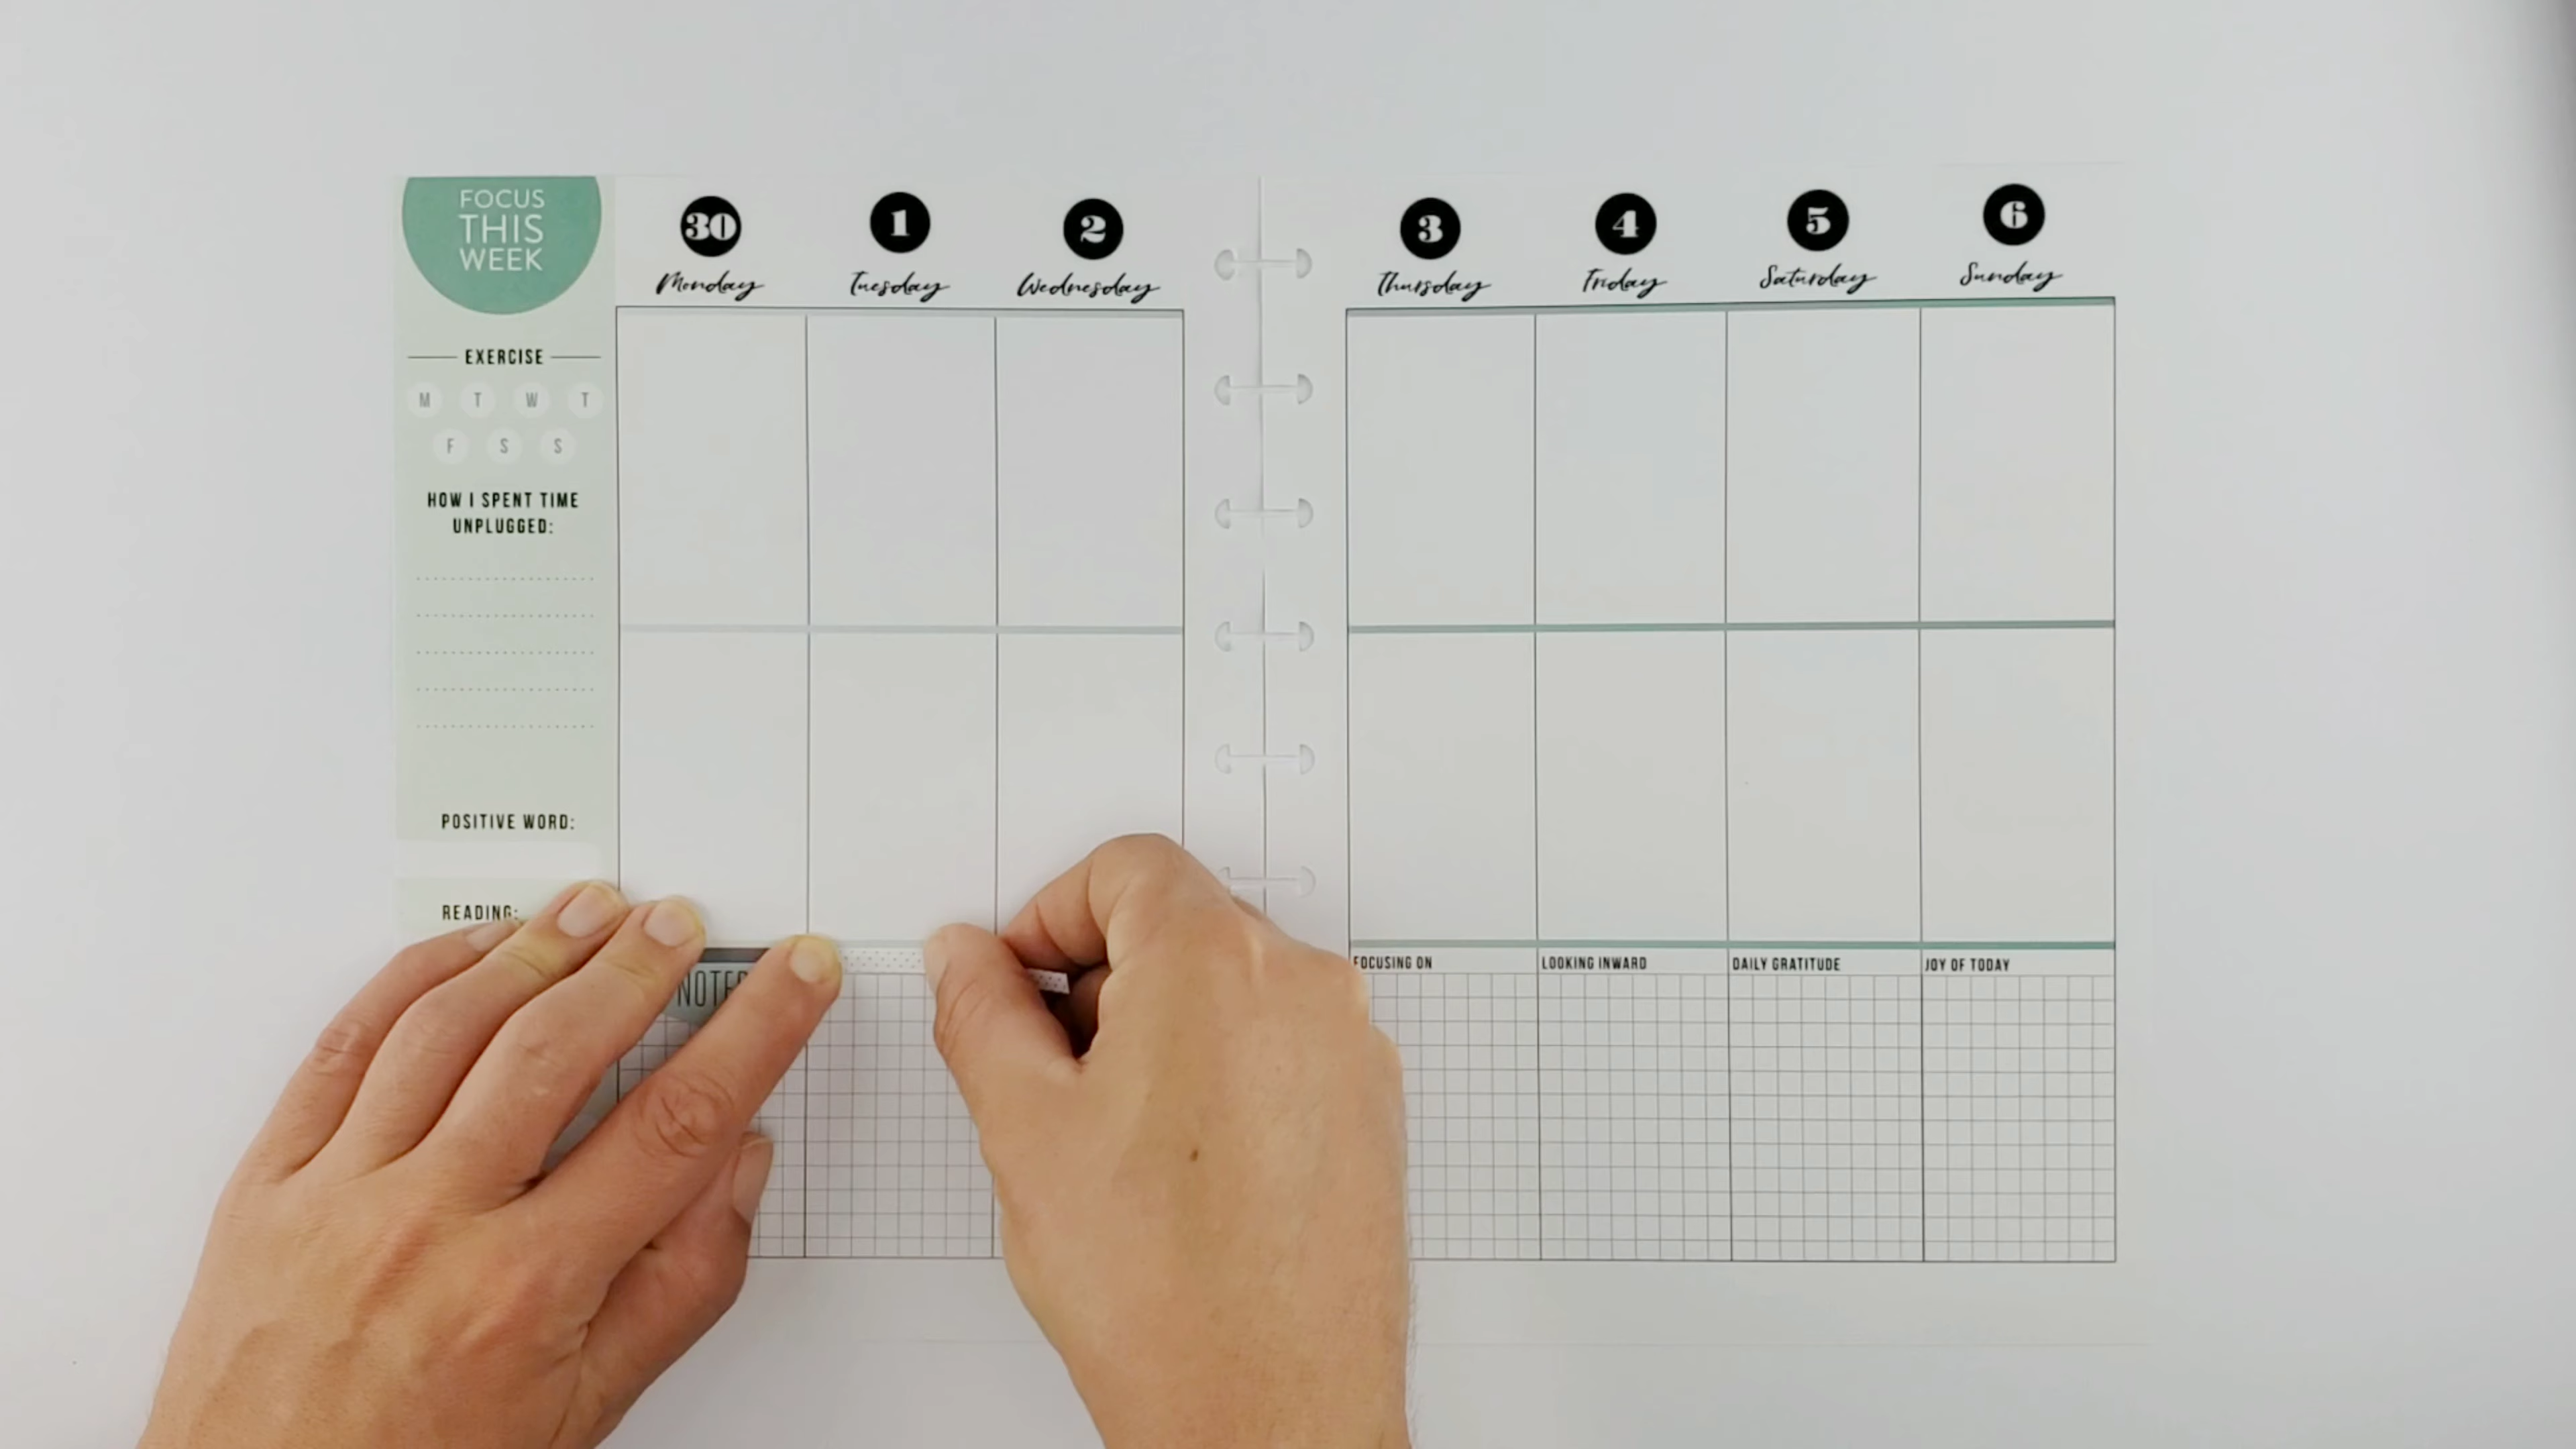 FOCUS
THIS
WEEK
EXERCISE
M T W T
F S S
HOW I SPENT TIME
UNPLUGGED:
POSITIVE WORD:
READING:
30 1 2 3 4 5 6
Monday Tuesday Wednesday Thursday Friday Saturday Sunday
NOTE
FOCUSING ON LOOKING INWARD DAILY GRATITUDE JOY OF TODAY